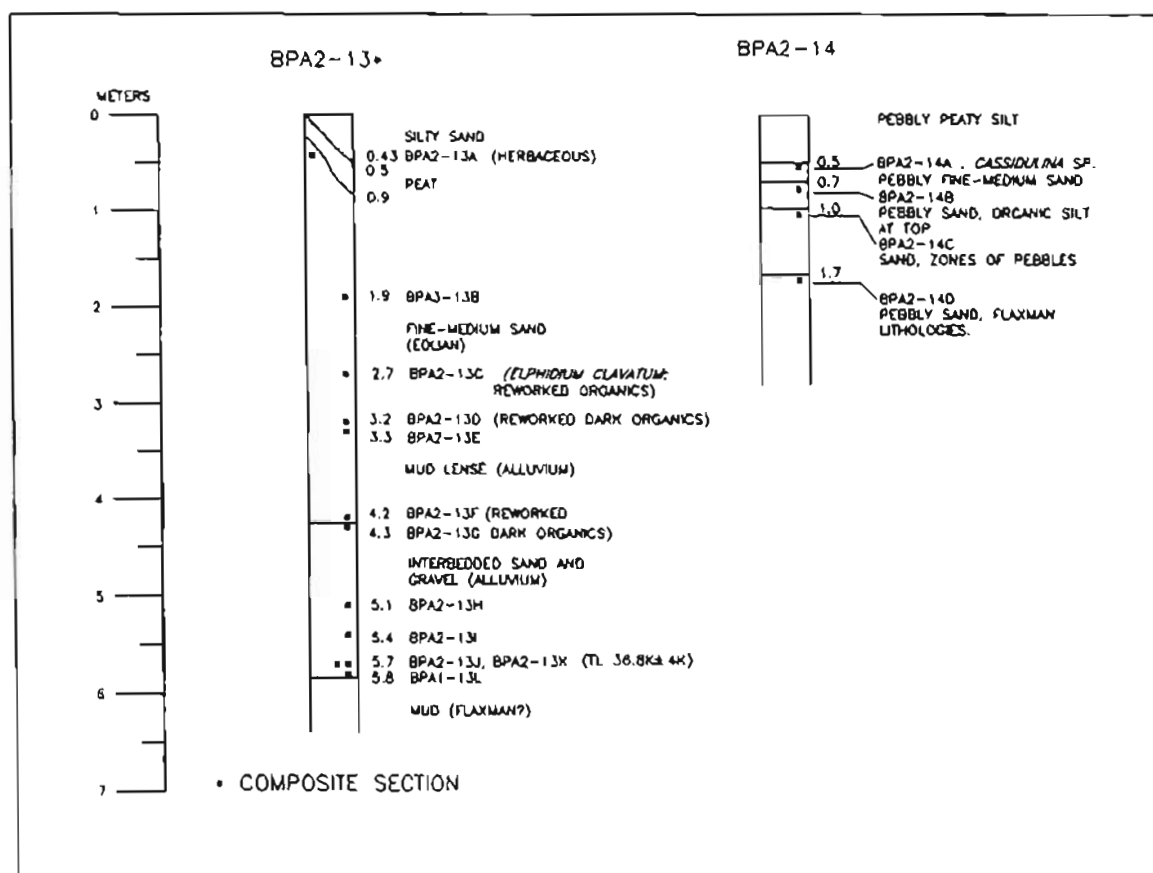 BPA2-13*
METERS
0
1
2
3
4
5
6
7
SILTY SAND
0.43 BPA2-13A (HERBACEOUS)
0.5
PEAT
0.9
1.9 BPA3-13B
FINE-MEDIUM SAND
(EOLIAN)
2.7 BPA2-13C (ELPHIDIUM CLAVATUM;
REWORKED ORGANICS)
3.2 BPA2-13D (REWORKED DARK ORGANICS)
3.3 BPA2-13E
MUD LENSE (ALLUVIUM)
4.2 BPA2-13F (REWORKED
4.3 BPA2-13G DARK ORGANICS)
INTERBEDDED SAND AND
GRAVEL (ALLUVIUM)
5.1 BPA2-13H
5.4 BPA2-13I
5.7 BPA2-13J, BPA2-13K (TL 36.8K± 4K)
5.8 BPA1-13L
MUD (FLAXMAN?)
* COMPOSITE SECTION
BPA2-14
PEBBLY PEATY SILT
0.5 BPA2-14A . CASSIDULINA SP.
0.7 PEBBLY FINE-MEDIUM SAND
BPA2-14B
1.0 PEBBLY SAND, ORGANIC SILT
AT TOP
BPA2-14C
SAND, ZONES OF PEBBLES
1.7
BPA2-14D
PEBBLY SAND, FLAXMAN
LITHOLOGIES.